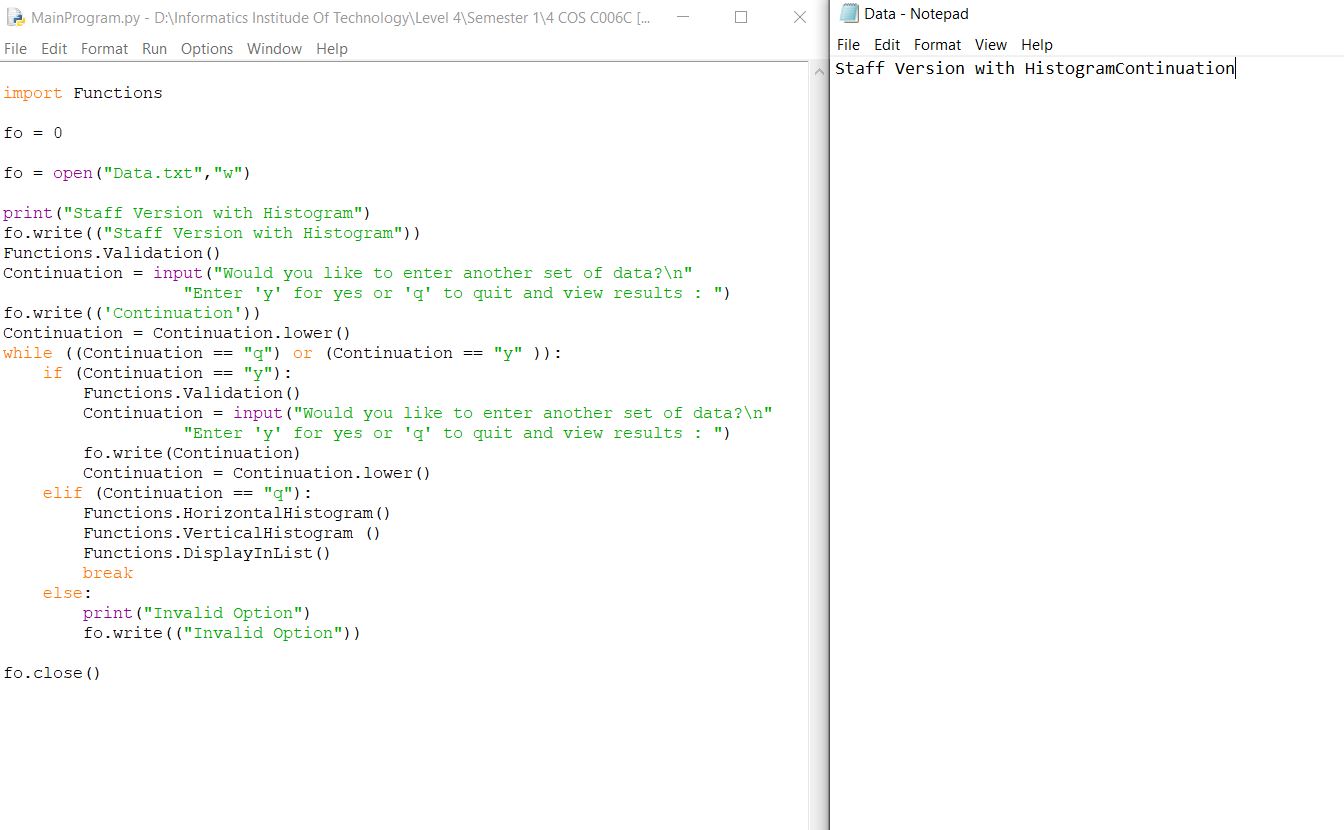 MainProgram.py - D:\Informatics Institude Of Technology\Level 4\Semester 1\4 COS C006C [...
File Edit Format Run Options Window Help
import Functions
fo = 0
fo = open("Data.txt","w")
print("Staff Version with Histogram")
fo.write(("Staff Version with Histogram"))
Functions.Validation()
Continuation = input("Would you like to enter another set of data?\n"
"Enter 'y' for yes or 'q' to quit and view results : ")
fo.write(('Continuation'))
Continuation = Continuation.lower()
while ((Continuation == "q") or (Continuation == "y" )):
    if (Continuation == "y"):
        Functions.Validation()
        Continuation = input("Would you like to enter another set of data?\n"
                  "Enter 'y' for yes or 'q' to quit and view results : ")
        fo.write(Continuation)
        Continuation = Continuation.lower()
    elif (Continuation == "q"):
        Functions.HorizontalHistogram()
        Functions.VerticalHistogram ()
        Functions.DisplayInList()
        break
    else:
        print("Invalid Option")
        fo.write(("Invalid Option"))
fo.close()
Data - Notepad
File Edit Format View Help
Staff Version with HistogramContinuation